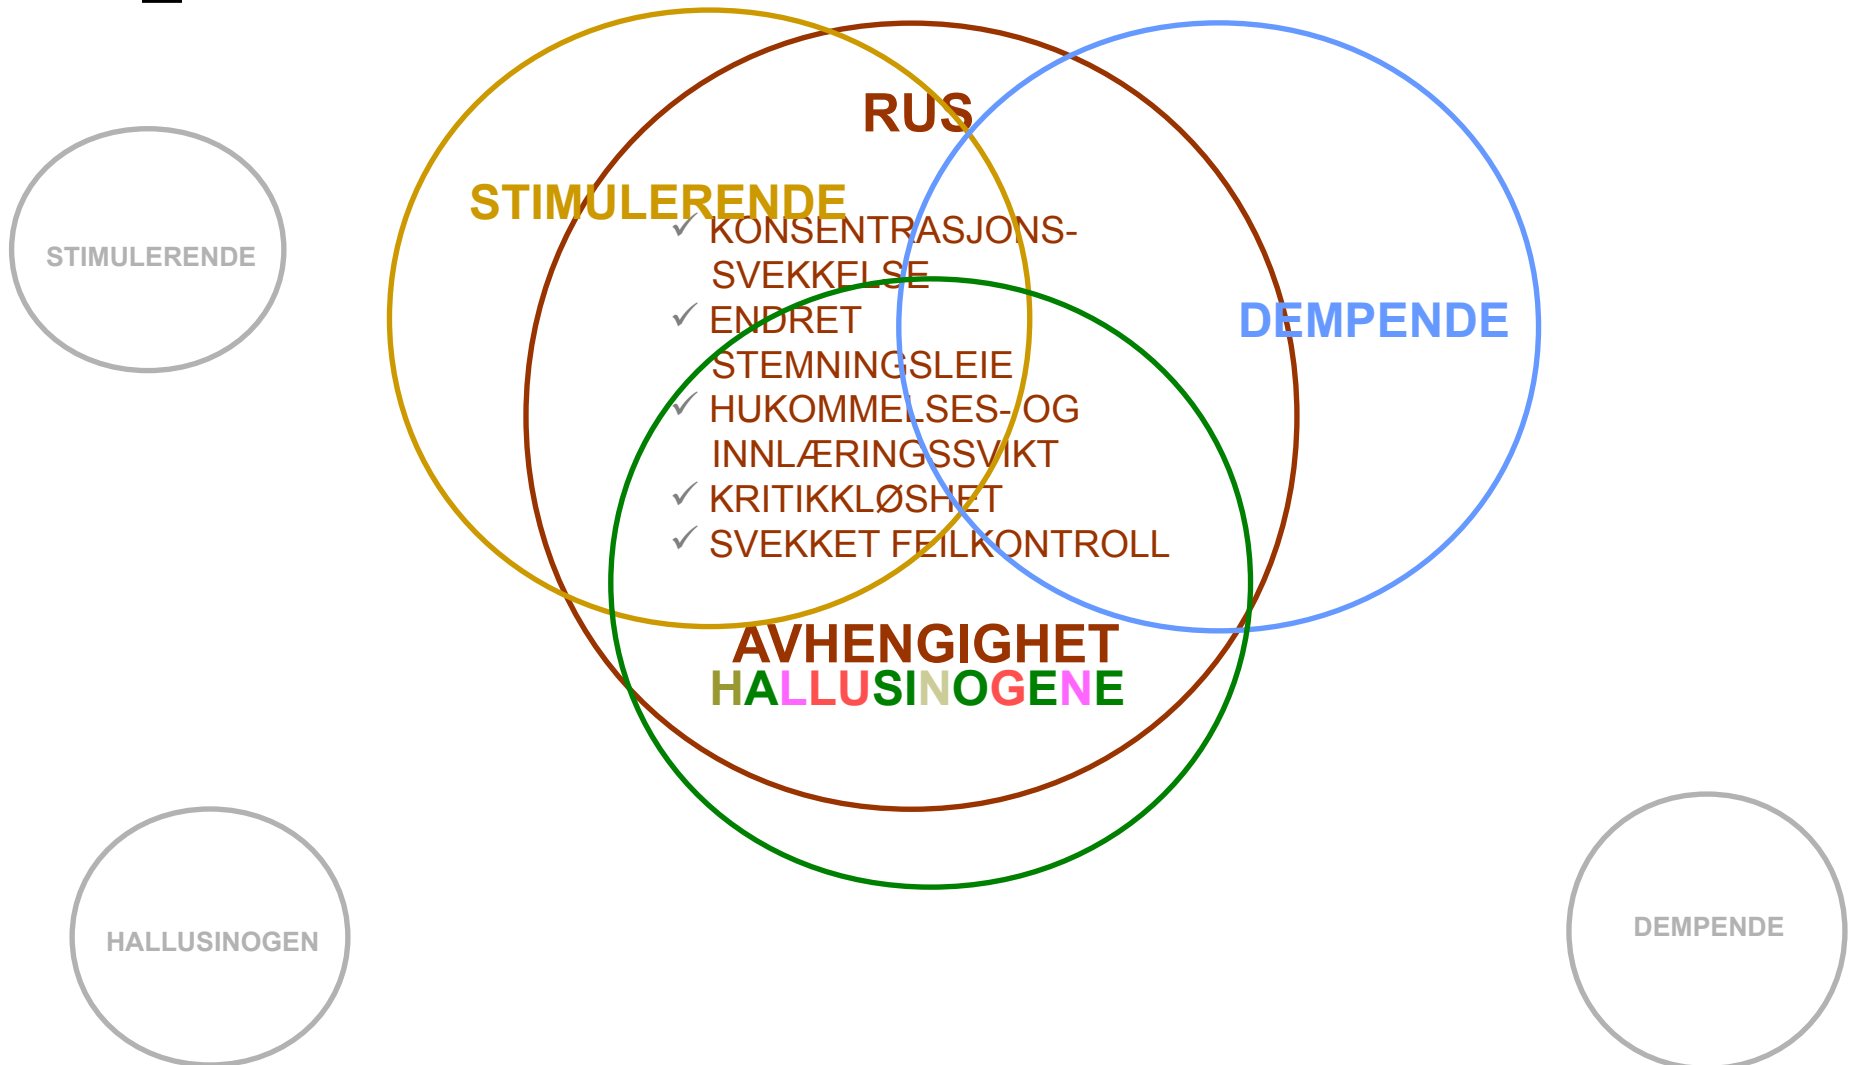 RUS
STIMULERENDE
KONSENTRASJONS-
SVEKKELSE
ENDRET
STEMNINGSLEIE
HUKOMMELSES- OG
INNLÆRINGSSVIKT
KRITIKKLØSHET
SVEKKET FEILKONTROLL
DEMPENDE
AVHENGIGHET
HALLUSINOGENE
STIMULERENDE
HALLUSINOGEN
DEMPENDE